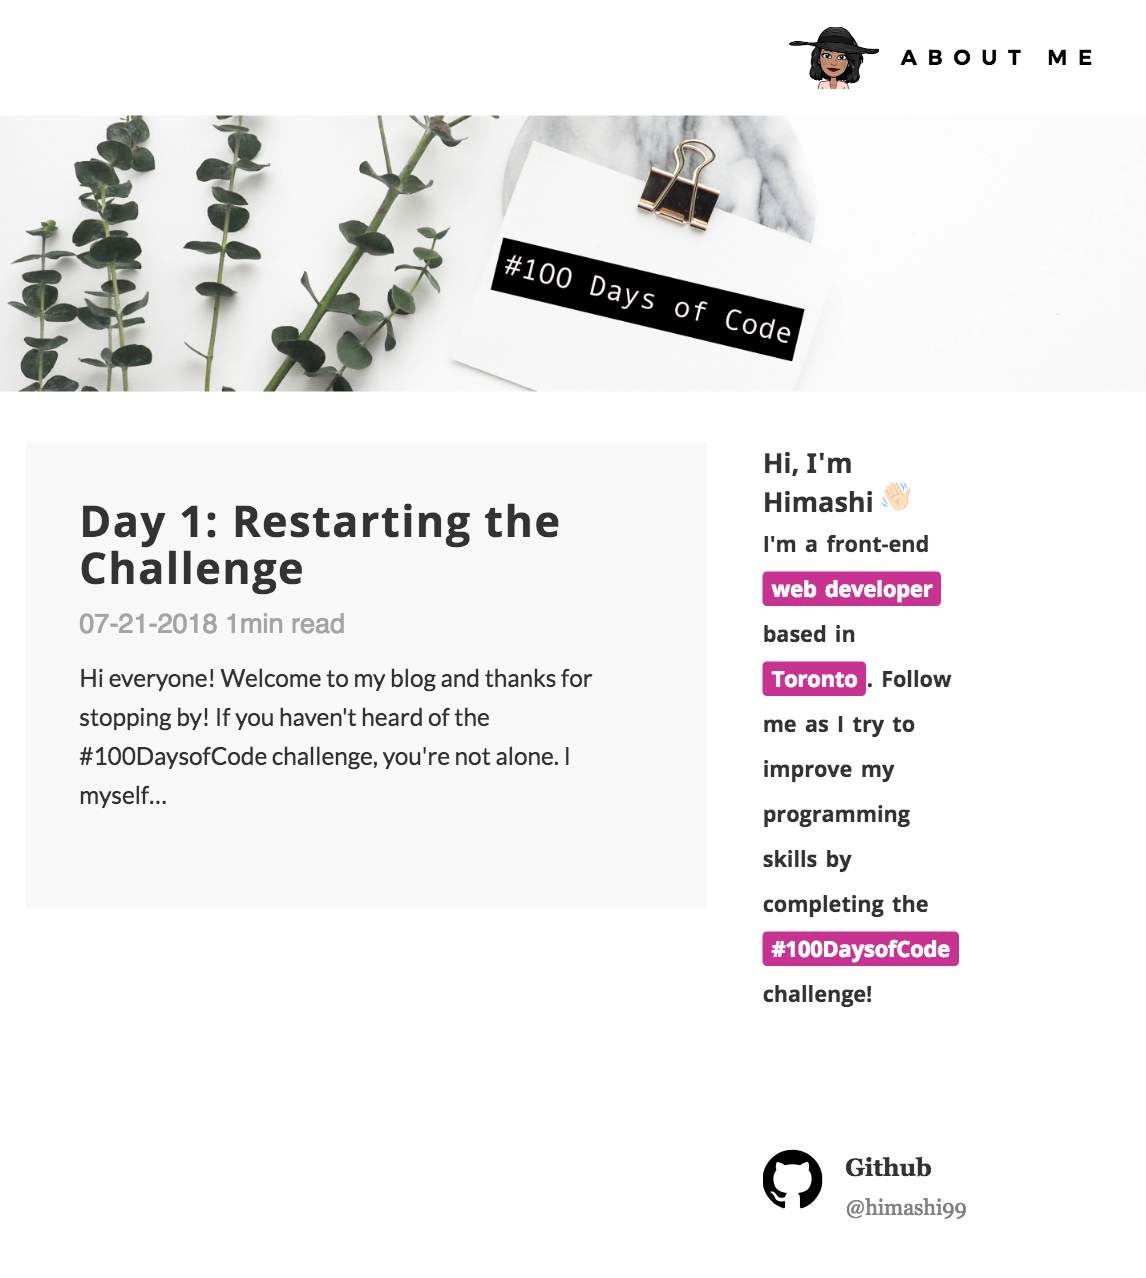 ABOUT ME
#100 Days of Code
Day 1: Restarting the
Challenge
07-21-2018 1min read
Hi everyone! Welcome to my blog and thanks for
stopping by! If you haven't heard of the
#100DaysofCode challenge, you're not alone. I
myself...
Hi, I'm
Himashi
I'm a front-end
web developer
based in
Toronto. Follow
me as I try to
improve my
programming
skills by
completing the
#100DaysofCode
challenge!
Github
@himashi99